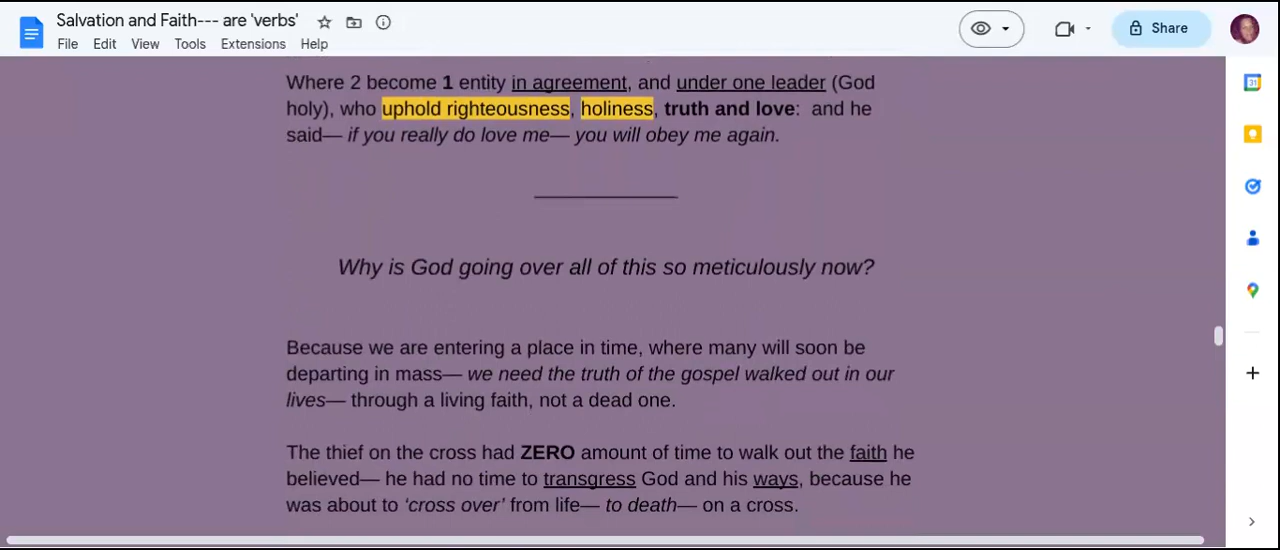 Salvation and Faith--- are 'verbs'
File Edit View Tools Extensions Help
Share
31
Where 2 become 1 entity in agreement, and under one leader (God
holy), who uphold righteousness, holiness, truth and love:  and he
said— if you really do love me— you will obey me again.
Why is God going over all of this so meticulously now?
Because we are entering a place in time, where many will soon be
departing in mass— we need the truth of the gospel walked out in our
lives— through a living faith, not a dead one.
The thief on the cross had ZERO amount of time to walk out the faith he
believed— he had no time to transgress God and his ways, because he
was about to ‘cross over’ from life— to death— on a cross.